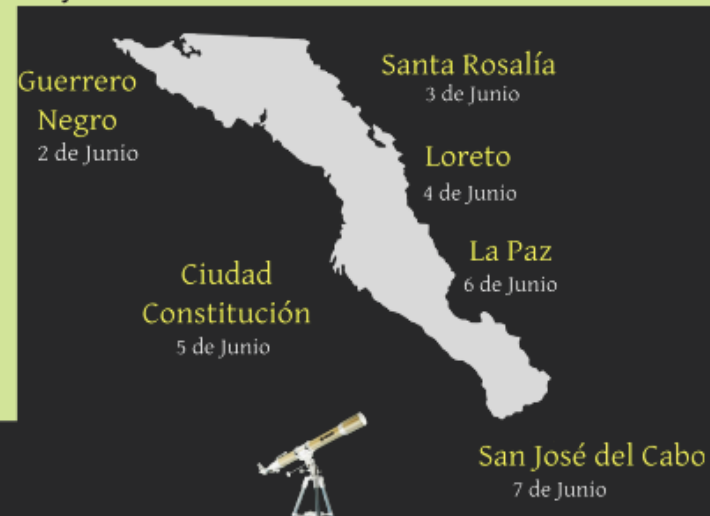 Guerrero
Negro
2 de Junio
Santa Rosalía
3 de Junio
Loreto
4 de Junio
Ciudad
Constitución
5 de Junio
La Paz
6 de Junio
San José del Cabo
7 de Junio